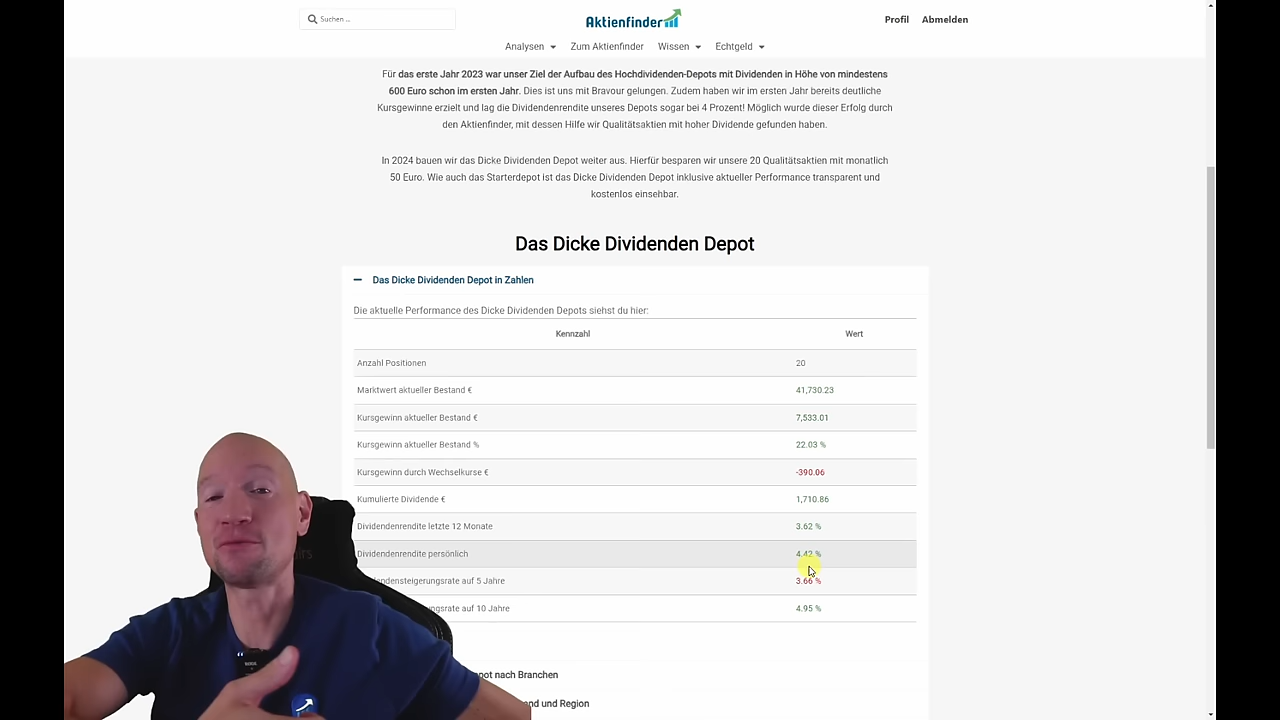 Suchen ...
Aktienfinder
Profil
Abmelden
Analysen
Zum Aktienfinder
Wissen
Echtgeld
Für das erste Jahr 2023 war unser Ziel der Aufbau des Hochdividenden-Depots mit Dividenden in Höhe von mindestens
600 Euro schon im ersten Jahr. Dies ist uns mit Bravour gelungen. Zudem haben wir im ersten Jahr bereits deutliche
Kursgewinne erzielt und lag die Dividendenrendite unseres Depots sogar bei 4 Prozent! Möglich wurde dieser Erfolg durch
den Aktienfinder, mit dessen Hilfe wir Qualitätsaktien mit hoher Dividende gefunden haben.
In 2024 bauen wir das Dicke Dividenden Depot weiter aus. Hierfür besparen wir unsere 20 Qualitätsaktien mit monatlich
50 Euro. Wie auch das Starterdepot ist das Dicke Dividenden Depot inklusive aktueller Performance transparent und
kostenlos einsehbar.
Das Dicke Dividenden Depot
Das Dicke Dividenden Depot in Zahlen
Die aktuelle Performance des Dicke Dividenden Depots siehst du hier:
Kennzahl Wert
Anzahl Positionen 20
Marktwert aktueller Bestand € 41,730.23
Kursgewinn aktueller Bestand € 7,533.01
Kursgewinn aktueller Bestand % 22.03 %
Kursgewinn durch Wechselkurse € -390.06
Kumulierte Dividende € 1,710.86
Dividendenrendite letzte 12 Monate 3.62 %
Dividendenrendite persönlich 4.42 %
endensteigerungsrate auf 5 Jahre 3.66 %
ungsrate auf 10 Jahre 4.95 %
pot nach Branchen
nd und Region